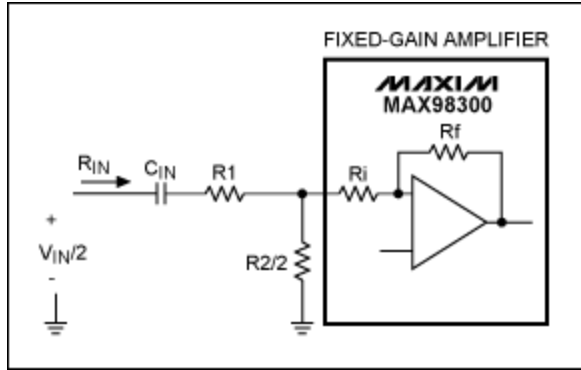 FIXED-GAIN AMPLIFIER
MAXIM
MAX98300
Rf
RIN
CIN
R1
Ri
+
VIN/2
-
R2/2